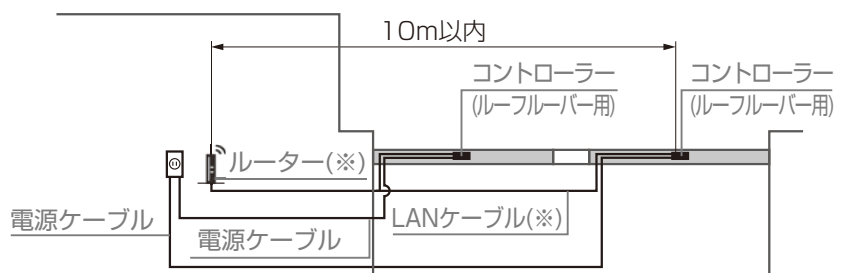 10m以内
コントローラー
(ルーフルーバー用)
コントローラー
(ルーフルーバー用)
ルーター(※)
電源ケーブル
電源ケーブル
LANケーブル(※)